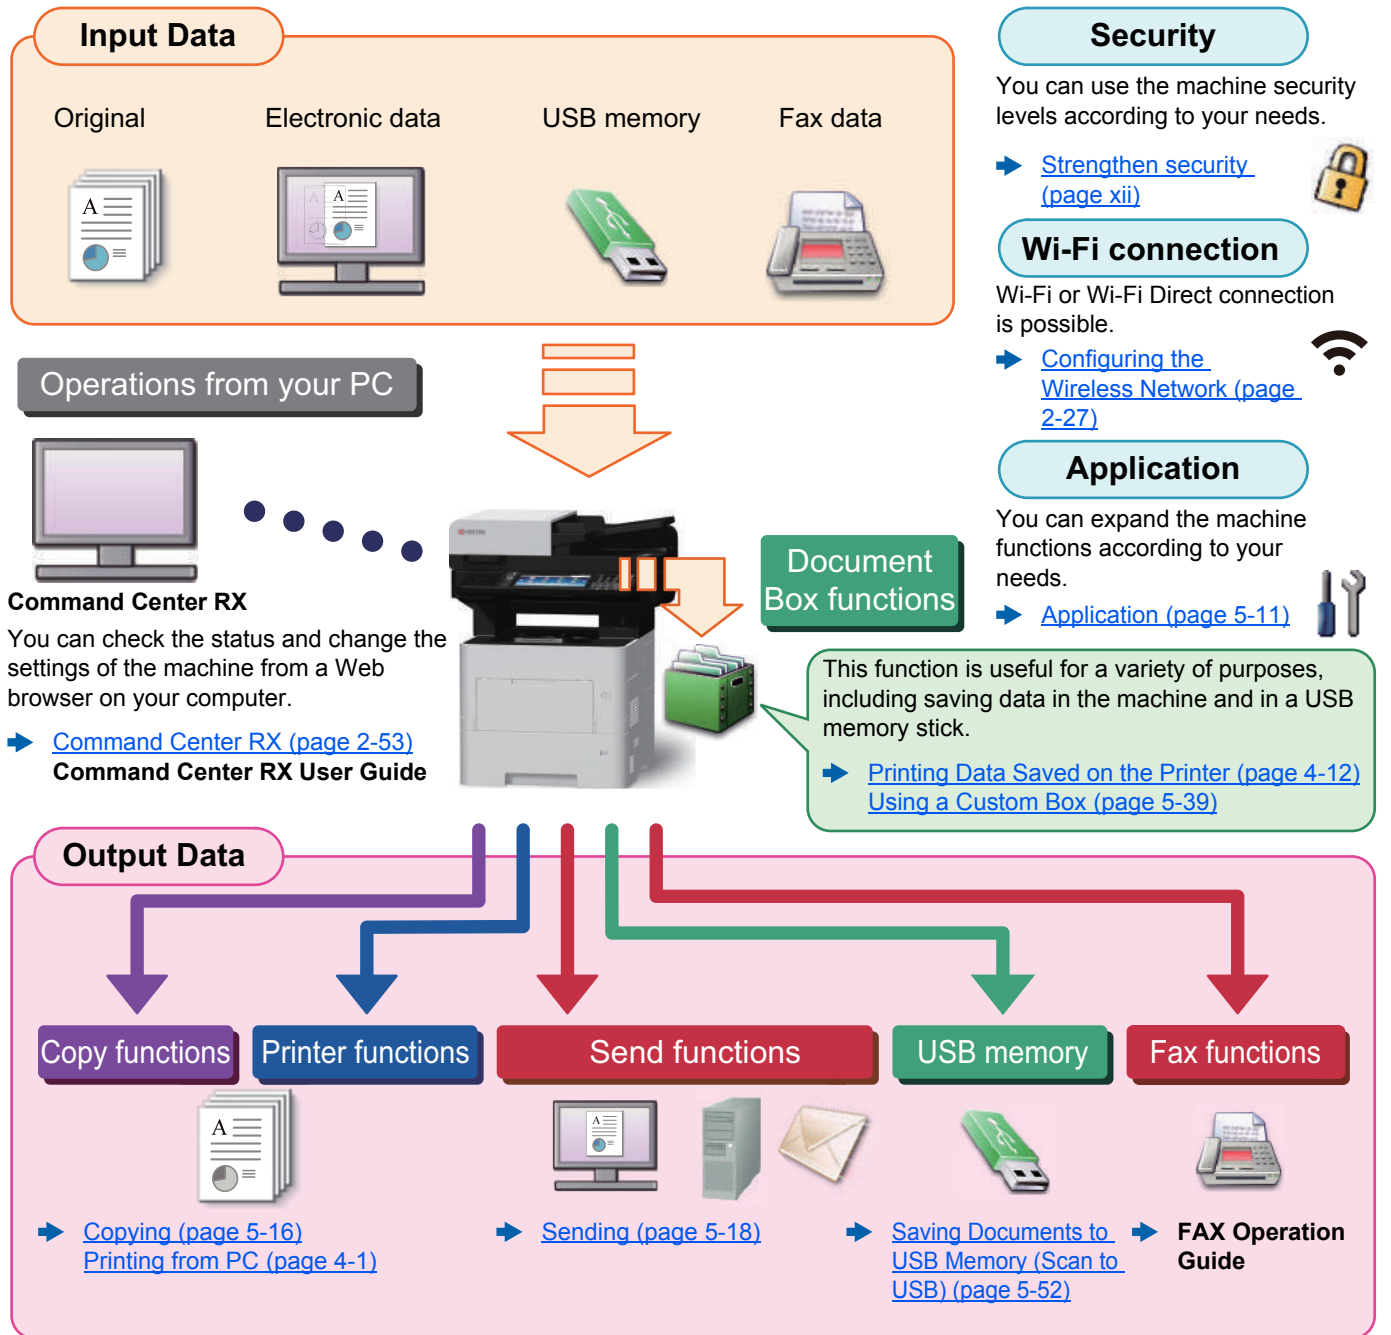 Input Data
Original
Electronic data
USB memory
Fax data
Security
You can use the machine security
levels according to your needs.
Strengthen security
(page xii)
Wi-Fi connection
Wi-Fi or Wi-Fi Direct connection
is possible.
Configuring the
Wireless Network (page
2-27)
Application
You can expand the machine
functions according to your
needs.
Application (page 5-11)
Operations from your PC
Command Center RX
You can check the status and change the
settings of the machine from a Web
browser on your computer.
Command Center RX (page 2-53)
Command Center RX User Guide
Document
Box functions
This function is useful for a variety of purposes,
including saving data in the machine and in a USB
memory stick.
Printing Data Saved on the Printer (page 4-12)
Using a Custom Box (page 5-39)
Output Data
Copy functions
Printer functions
Send functions
USB memory
Fax functions
A
A
A
A
Copying (page 5-16)
Printing from PC (page 4-1)
Sending (page 5-18)
Saving Documents to
USB Memory (Scan to
USB) (page 5-52)
FAX Operation
Guide